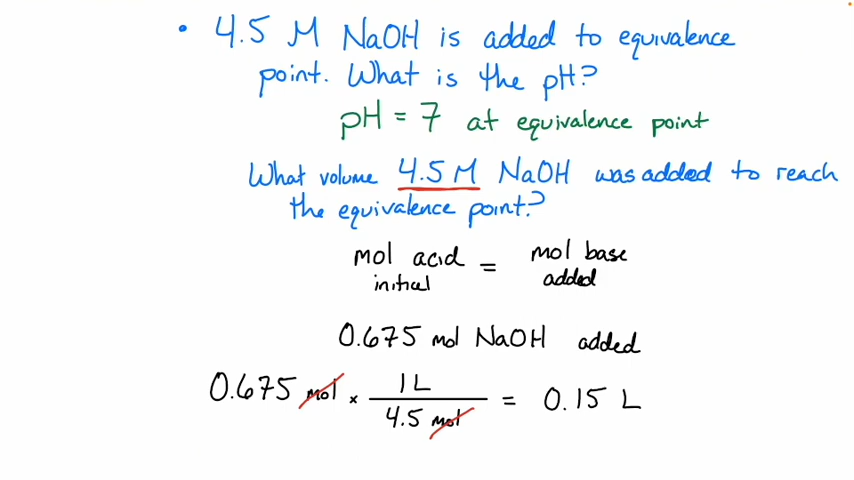 • 4.5 M NaOH is added to equivalence
point. What is the pH?
pH = 7 at equivalence point
What volume 4.5 M NaOH was added to reach
the equivalence point?
mol acid initial = mol base added
0.675 mol NaOH added
0.675 mol × 1 L / 4.5 mol = 0.15 L